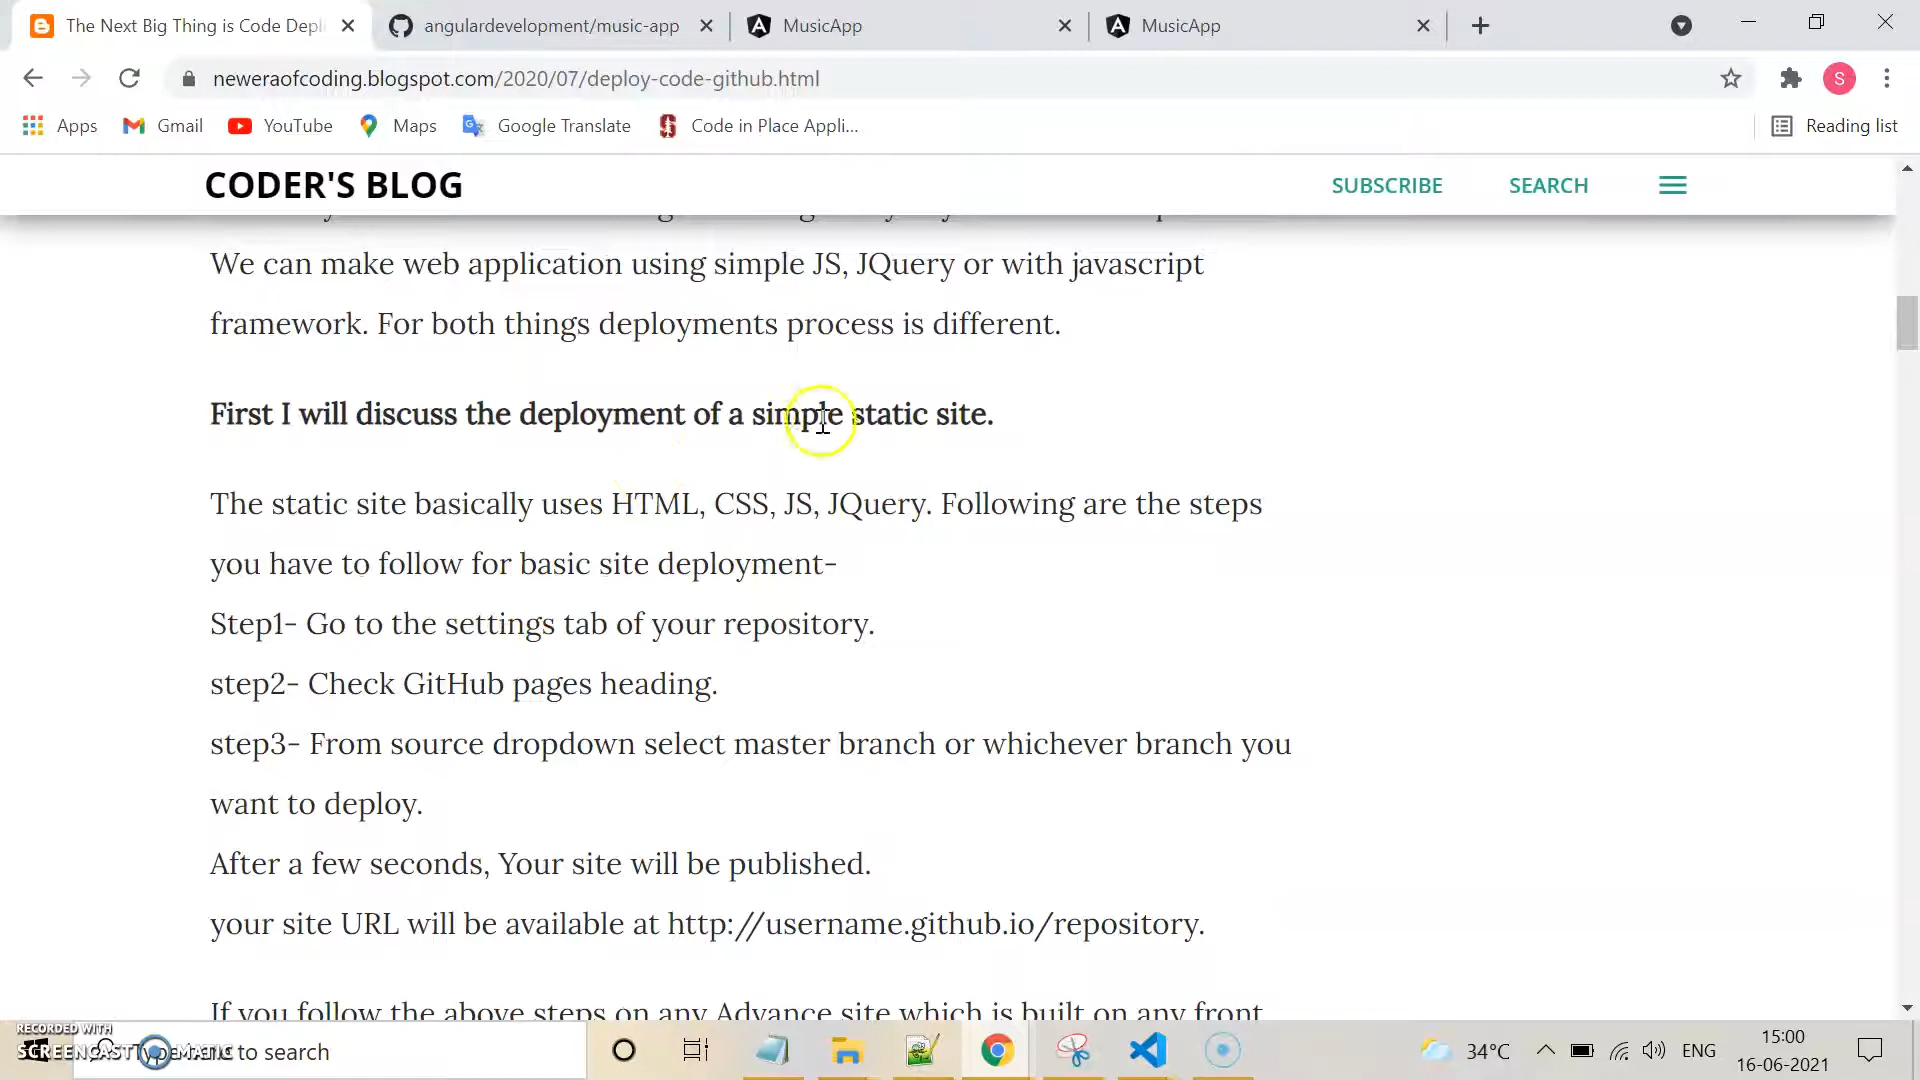 The Next Big Thing is Code Depl
angulardevelopment/music-app
MusicApp
MusicApp
neweraofcoding.blogspot.com/2020/07/deploy-code-github.html
S
Apps
Gmail
YouTube
Maps
Google Translate
Code in Place Appli...
Reading list
CODER'S BLOG
SUBSCRIBE
SEARCH
We can make web application using simple JS, JQuery or with javascript
framework. For both things deployments process is different.
First I will discuss the deployment of a simple static site.
The static site basically uses HTML, CSS, JS, JQuery. Following are the steps
you have to follow for basic site deployment-
Step1- Go to the settings tab of your repository.
step2- Check GitHub pages heading.
step3- From source dropdown select master branch or whichever branch you
want to deploy.
After a few seconds, Your site will be published.
your site URL will be available at http://username.github.io/repository.
If you follow the above steps on any Advance site which is built on any front
RECORDED WITH
SCREENCAST MATIC
Type here to search
34°C
ENG
15:00
16-06-2021